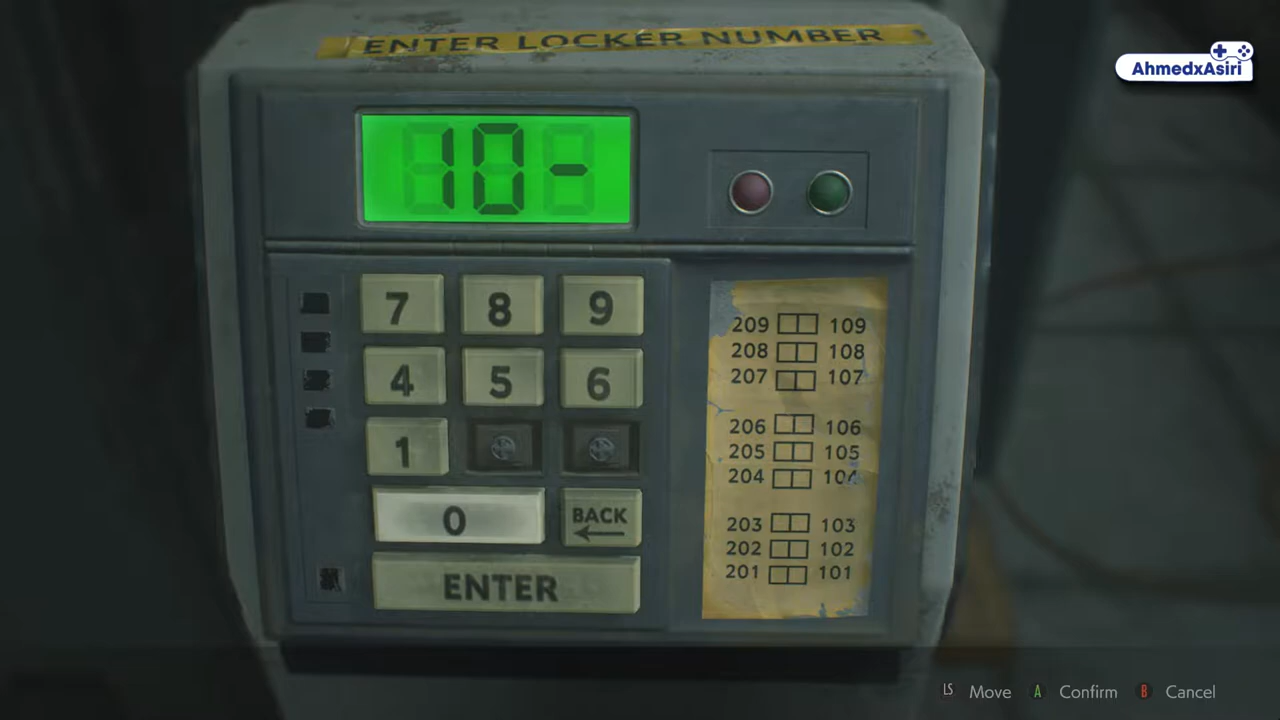 ENTER LOCKER NUMBER
AhmedxAsiri
10-
7 8 9
4 5 6
1
0 BACK
ENTER
209 109
208 108
207 107
206 106
205 105
204 104
203 103
202 102
201 101
LS Move A Confirm B Cancel